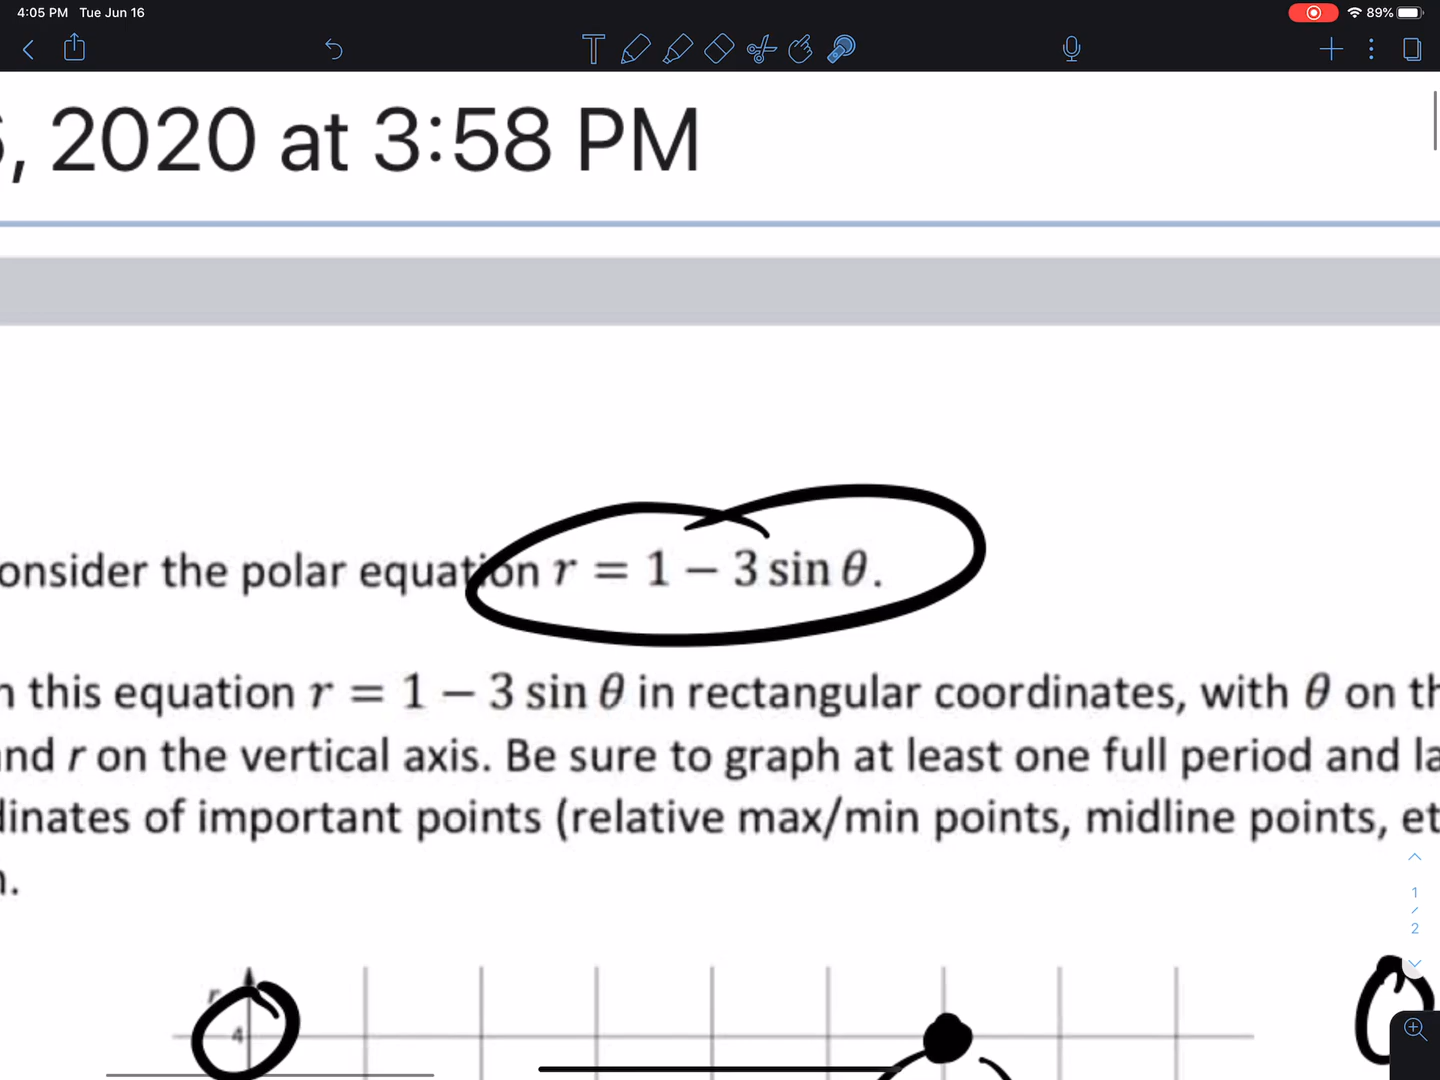 4:05 PM Tue Jun 16
89%
, 2020 at 3:58 PM
onsider the polar equation r = 1 − 3 sin θ.
n this equation r = 1 − 3 sin θ in rectangular coordinates, with θ on th
nd r on the vertical axis. Be sure to graph at least one full period and la
dinates of important points (relative max/min points, midline points, et
).
1
/
2
r
4